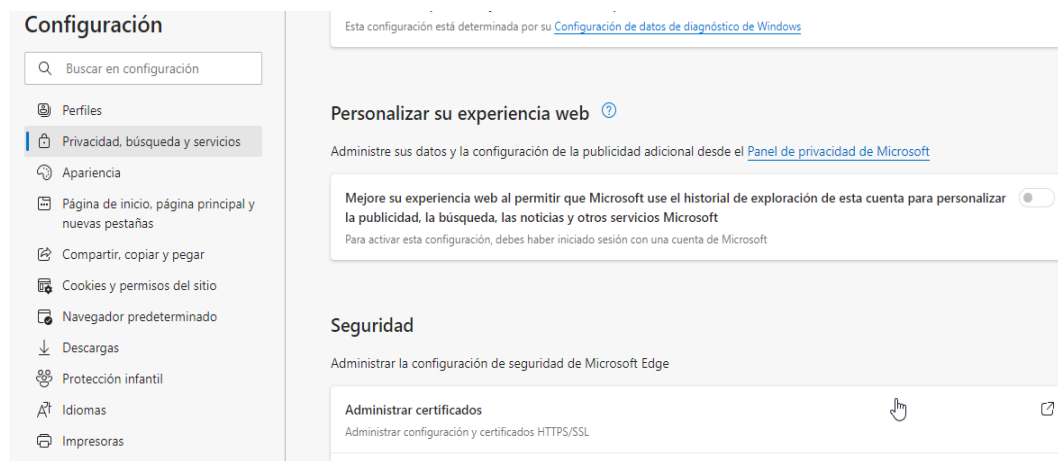 Configuración
Buscar en configuración
Perfiles
Privacidad, búsqueda y servicios
Apariencia
Página de inicio, página principal y
nuevas pestañas
Compartir, copiar y pegar
Cookies y permisos del sitio
Navegador predeterminado
Descargas
Protección infantil
Idiomas
Impresoras
Esta configuración está determinada por su Configuración de datos de diagnóstico de Windows
Personalizar su experiencia web
Administre sus datos y la configuración de la publicidad adicional desde el Panel de privacidad de Microsoft
Mejore su experiencia web al permitir que Microsoft use el historial de exploración de esta cuenta para personalizar
la publicidad, la búsqueda, las noticias y otros servicios Microsoft
Para activar esta configuración, debes haber iniciado sesión con una cuenta de Microsoft
Seguridad
Administrar la configuración de seguridad de Microsoft Edge
Administrar certificados
Administrar configuración y certificados HTTPS/SSL